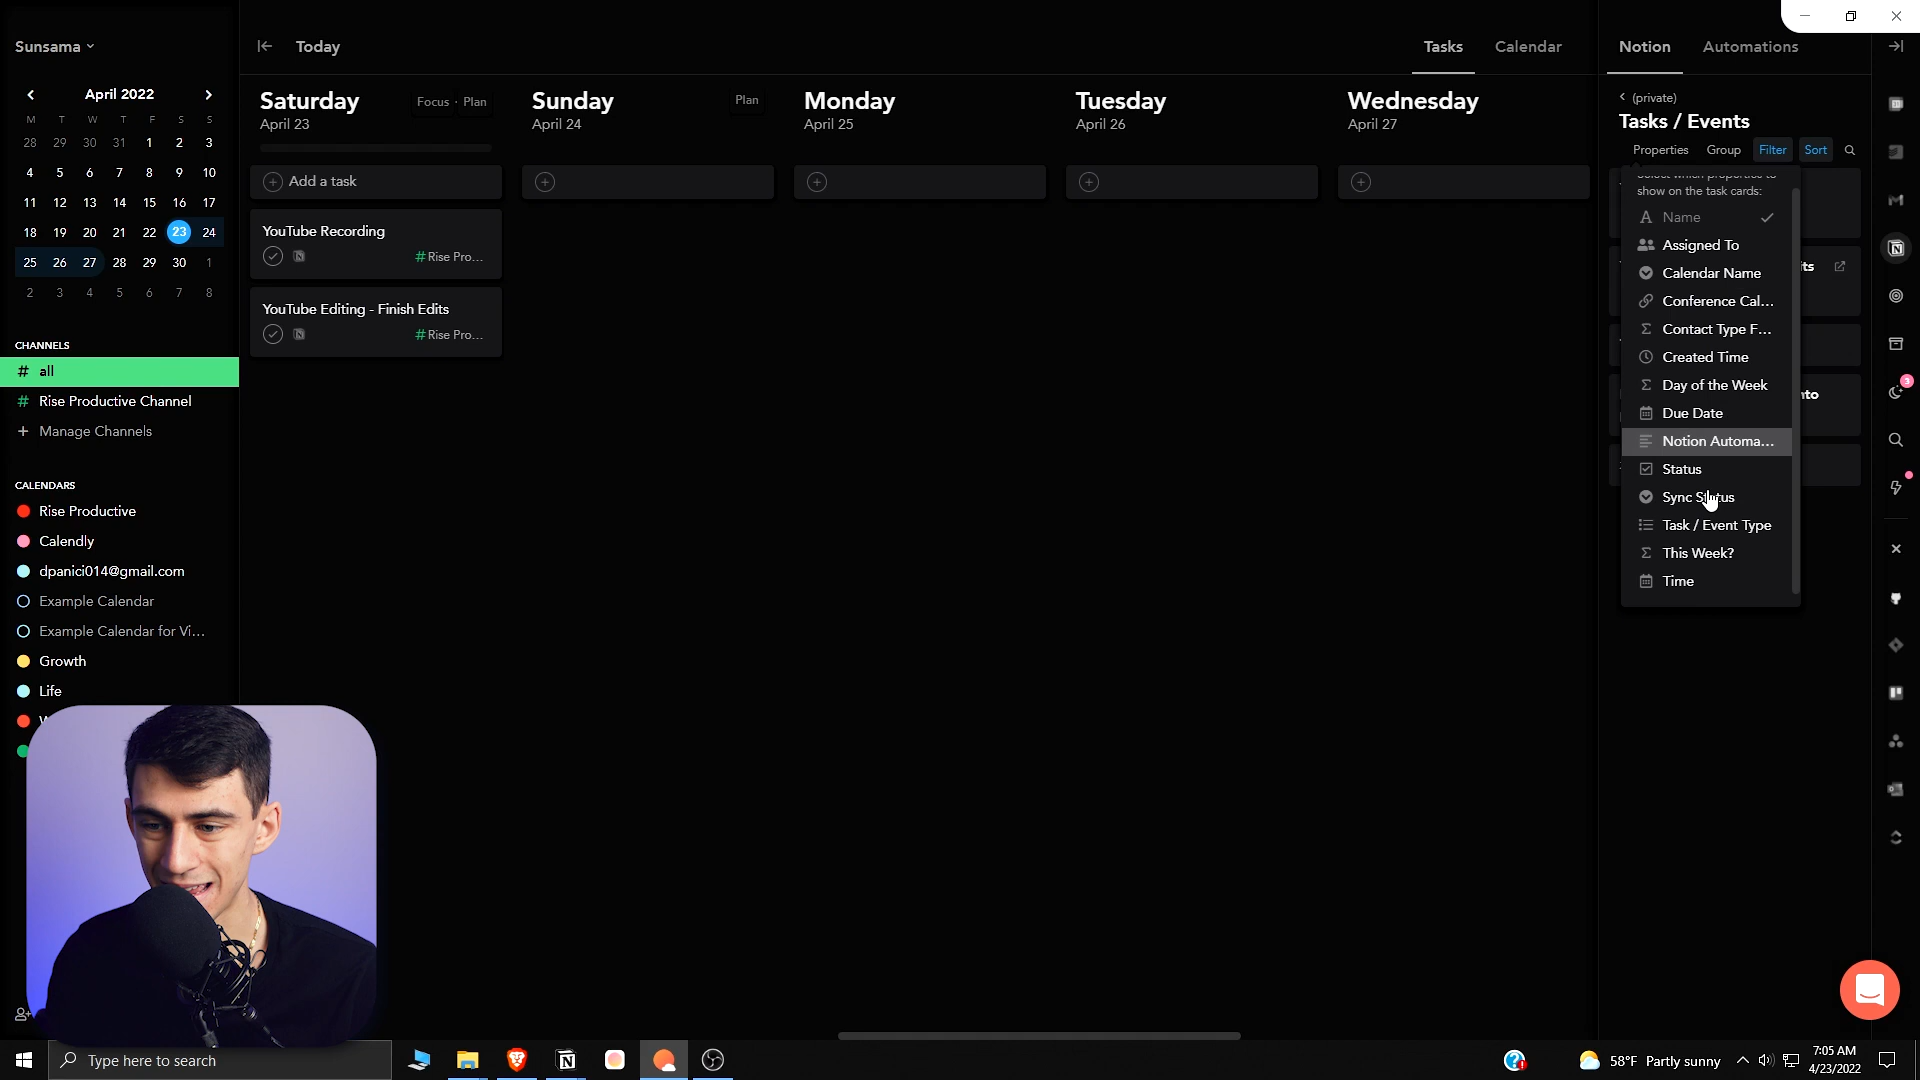 Sunsama
April 2022
M T W T F S S
28 29 30 31 1 2 3
4 5 6 7 8 9 10
11 12 13 14 15 16 17
18 19 20 21 22 23 24
25 26 27 28 29 30 1
2 3 4 5 6 7 8
CHANNELS
# all
# Rise Productive Channel
+ Manage Channels
CALENDARS
Rise Productive
Calendly
dpanici014@gmail.com
Example Calendar
Example Calendar for Vi...
Growth
Life
Today
Tasks
Calendar
Saturday
April 23
Focus · Plan
Add a task
YouTube Recording
#Rise Pro...
YouTube Editing - Finish Edits
#Rise Pro...
Sunday
April 24
Plan
Monday
April 25
Tuesday
April 26
Wednesday
April 27
Notion
Automations
(private)
Tasks / Events
Properties Group Filter Sort
show on the task cards:
Name
Assigned To
Calendar Name
Conference Cal...
Contact Type F...
Created Time
Day of the Week
Due Date
Notion Automa...
Status
Sync Status
Task / Event Type
This Week?
Time
3
Type here to search
58°F Partly sunny
7:05 AM
4/23/2022